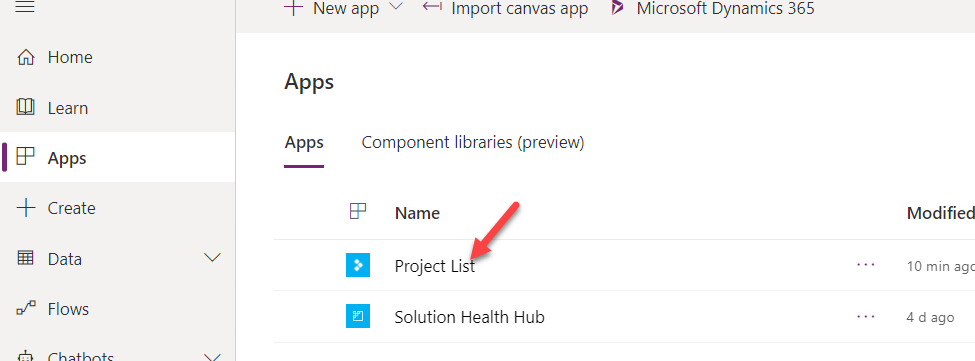 New app
Import canvas app
Microsoft Dynamics 365
Home
Learn
Apps
Create
Data
Flows
Chatbots
Apps
Apps
Component libraries (preview)
Name
Modified
Project List
10 min ago
Solution Health Hub
4 d ago